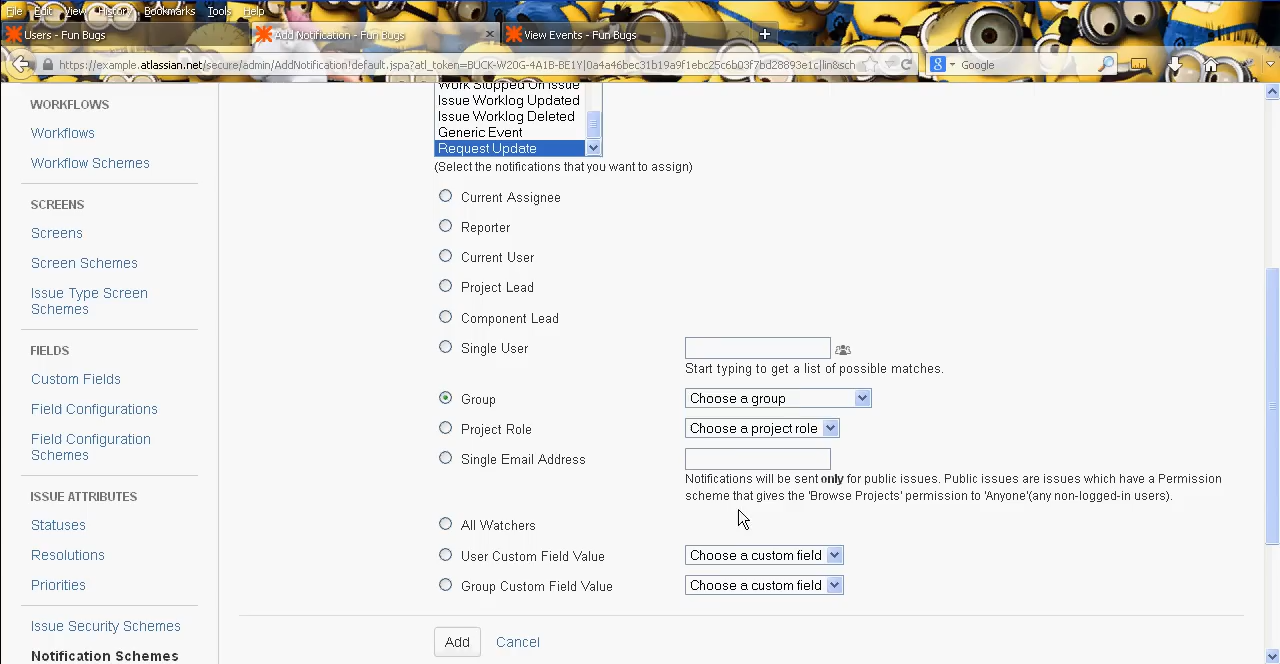 File Edit View History Bookmarks Tools Help
Users - Fun Bugs
Add Notification - Fun Bugs
View Events - Fun Bugs
https://example.atlassian.net/secure/admin/AddNotification!default.jspa?atl_token=BUCK-W20G-4A1B-BE1Y|0a4a46bec31b19a9f1ebc25c6b03f7bd28893e1c|lin&sch
Google
WORKFLOWS
Workflows
Workflow Schemes
SCREENS
Screens
Screen Schemes
Issue Type Screen
Schemes
FIELDS
Custom Fields
Field Configurations
Field Configuration
Schemes
ISSUE ATTRIBUTES
Statuses
Resolutions
Priorities
Issue Security Schemes
Notification Schemes
Work Stopped On Issue
Issue Worklog Updated
Issue Worklog Deleted
Generic Event
Request Update
(Select the notifications that you want to assign)
Current Assignee
Reporter
Current User
Project Lead
Component Lead
Single User
Start typing to get a list of possible matches.
Group Choose a group
Project Role Choose a project role
Single Email Address
Notifications will be sent only for public issues. Public issues are issues which have a Permission
scheme that gives the 'Browse Projects' permission to 'Anyone'(any non-logged-in users).
All Watchers
User Custom Field Value Choose a custom field
Group Custom Field Value Choose a custom field
Add Cancel